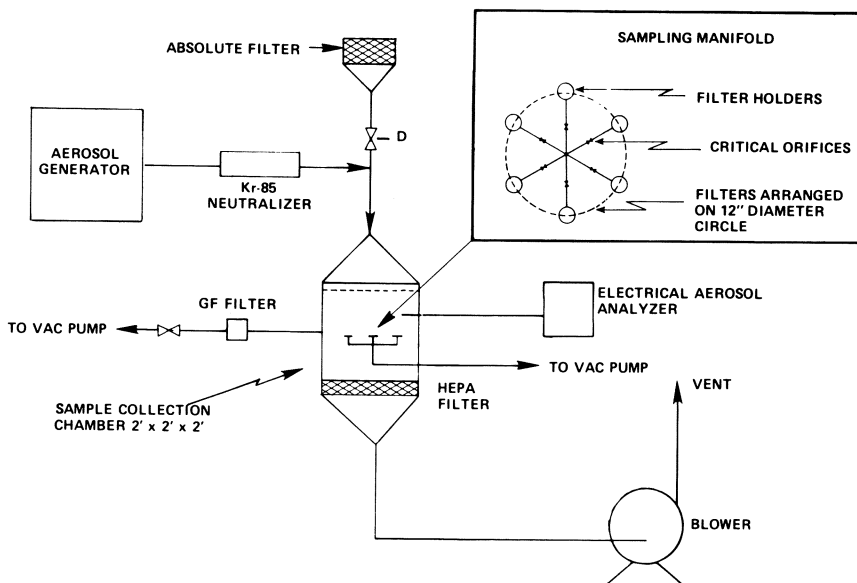 ABSOLUTE FILTER
D
AEROSOL
GENERATOR
Kr-85
NEUTRALIZER
SAMPLING MANIFOLD
FILTER HOLDERS
CRITICAL ORIFICES
FILTERS ARRANGED
ON 12" DIAMETER
CIRCLE
GF FILTER
TO VAC PUMP
ELECTRICAL AEROSOL
ANALYZER
TO VAC PUMP
HEPA
FILTER
SAMPLE COLLECTION
CHAMBER 2' x 2' x 2'
VENT
BLOWER